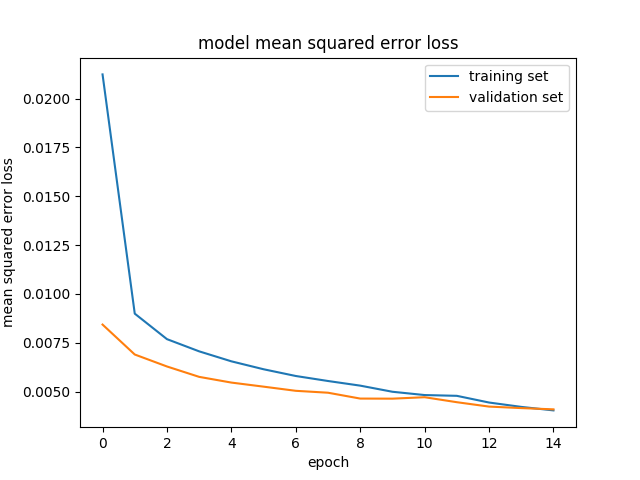 model mean squared error loss
training set
validation set
mean squared error loss
0.0200
0.0175
0.0150
0.0125
0.0100
0.0075
0.0050
0 2 4 6 8 10 12 14
epoch